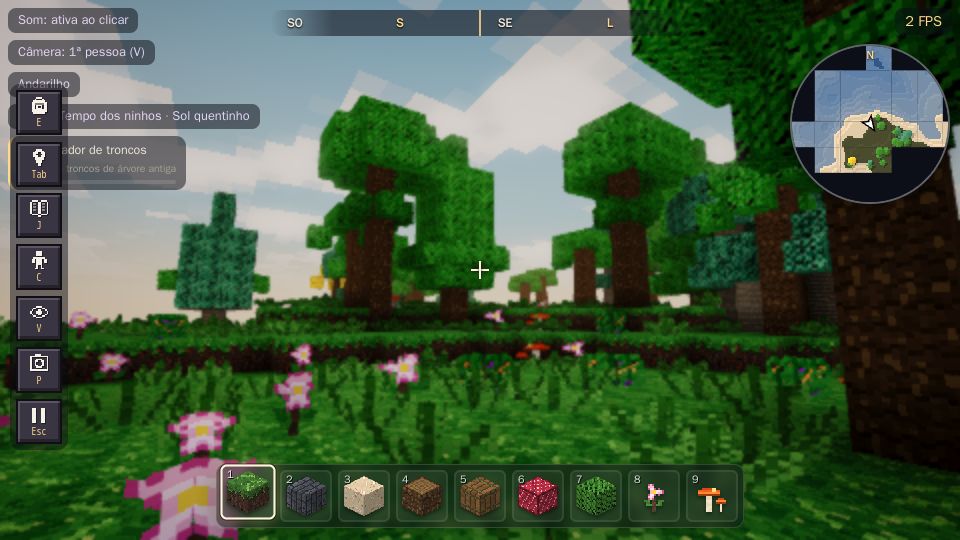 Som: ativa ao clicar
Câmera: 1ª pessoa (V)
Andarilho
Tempo dos ninhos · Sol quentinho
ador de troncos
troncos de árvore antiga
E
Tab
J
C
V
P
Esc
SO S SE L
2 FPS
N
1 2 3 4 5 6 7 8 9